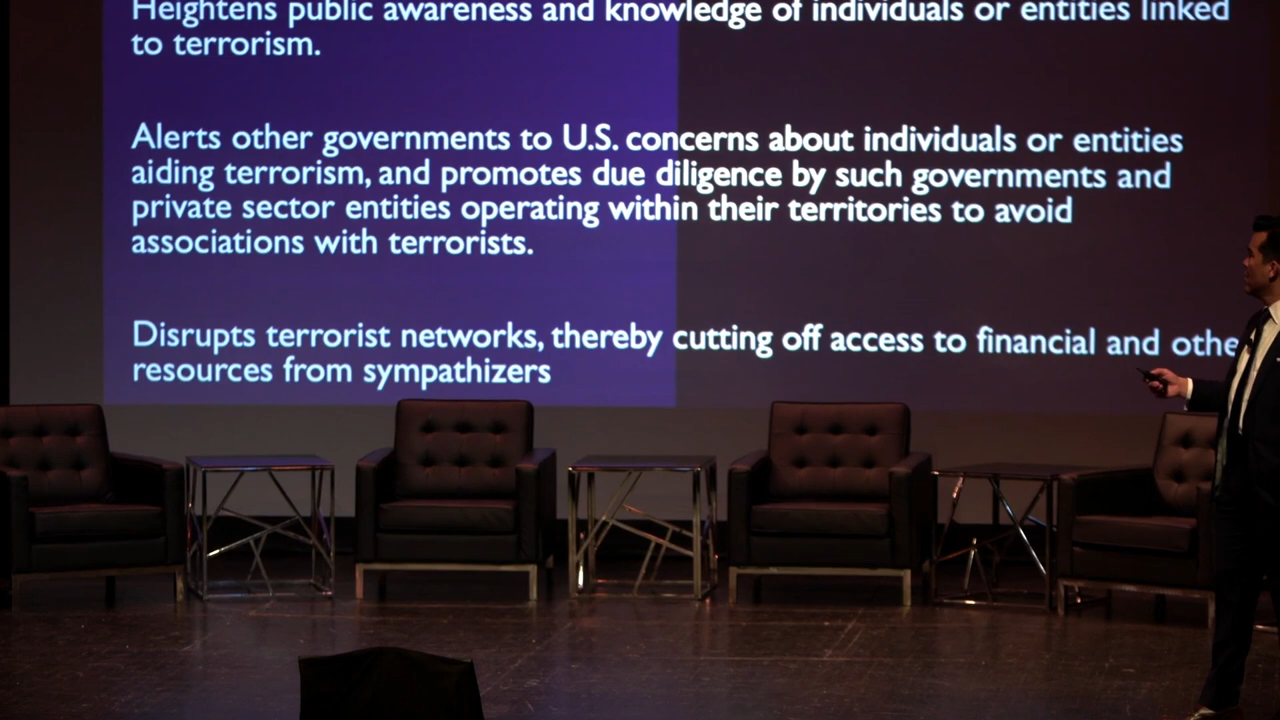 Heightens public awareness and knowledge of individuals or entities linked
to terrorism.
Alerts other governments to U.S. concerns about individuals or entities
aiding terrorism, and promotes due diligence by such governments and
private sector entities operating within their territories to avoid
associations with terrorists.
Disrupts terrorist networks, thereby cutting off access to financial and othe
resources from sympathizers